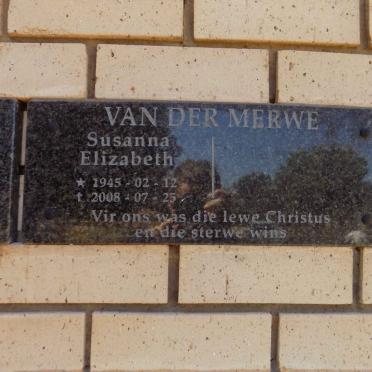 VAN DER MERWE
Susanna
Elizabeth
★ 1945 - 02 - 12
† 2008 - 07 - 25
Vir ons was die lewe Christus
en die sterwe wins